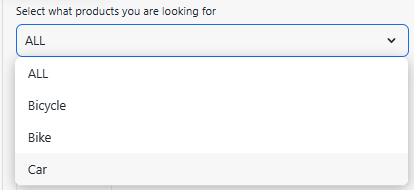 Select what products you are looking for
ALL
ALL
Bicycle
Bike
Car